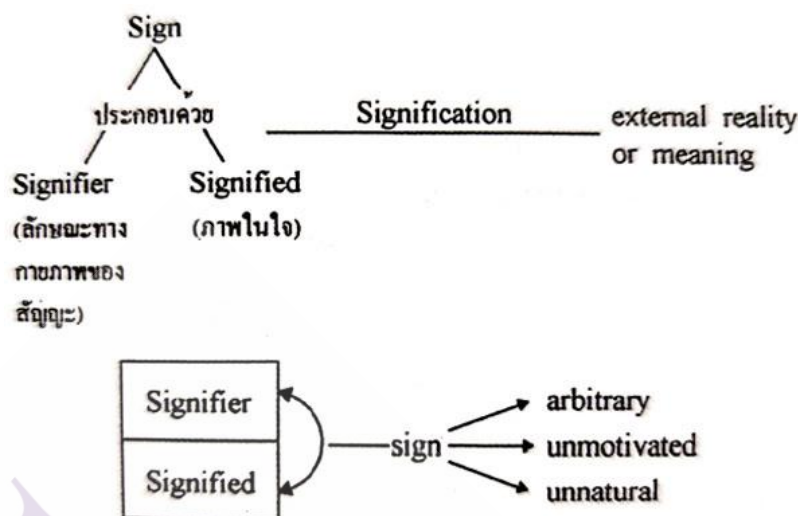 Sign
ประกอบด้วย
Signification
external reality
or meaning
Signifier
Signified
(ลักษณะทาง
กายภาพของ
สัญญะ)
(ภาพในใจ)
Signifier
Signified
sign
arbitrary
unmotivated
unnatural